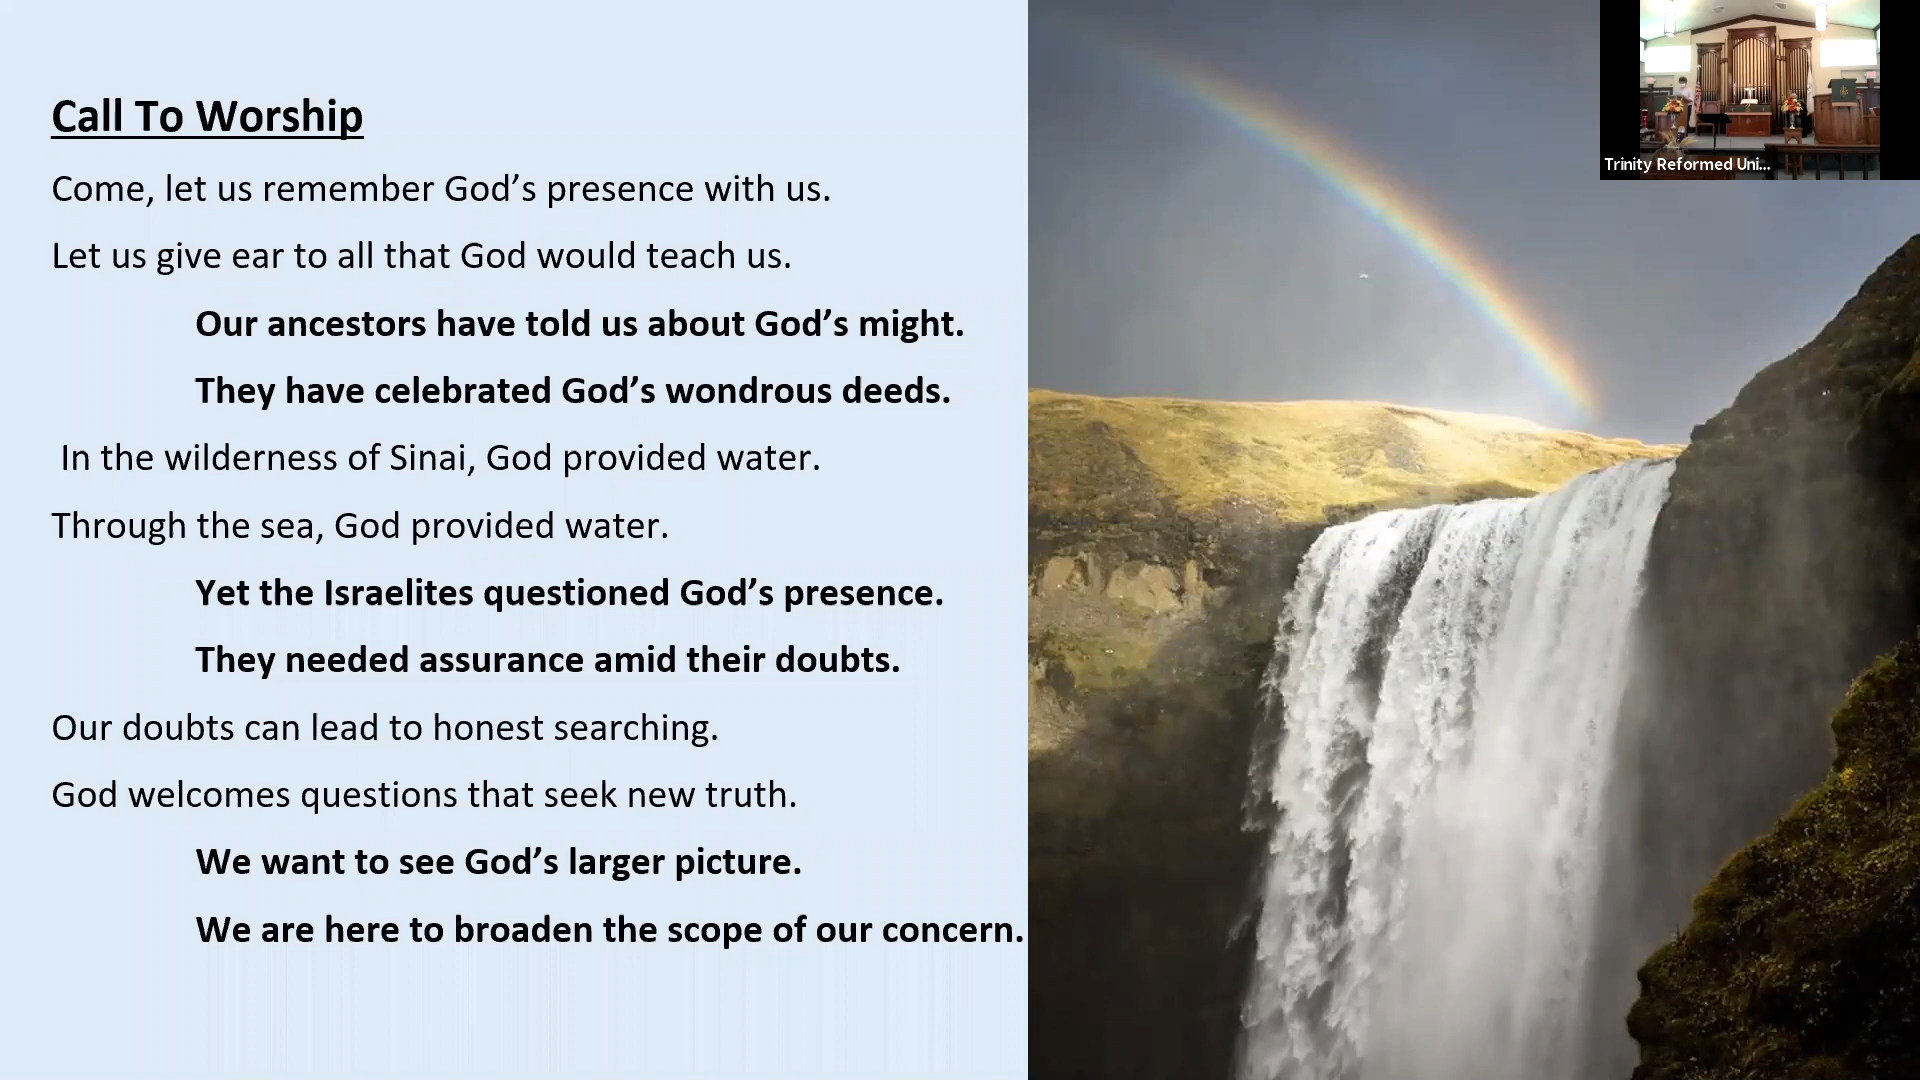 Call To Worship
Come, let us remember God’s presence with us.
Let us give ear to all that God would teach us.
Our ancestors have told us about God’s might.
They have celebrated God’s wondrous deeds.
In the wilderness of Sinai, God provided water.
Through the sea, God provided water.
Yet the Israelites questioned God’s presence.
They needed assurance amid their doubts.
Our doubts can lead to honest searching.
God welcomes questions that seek new truth.
We want to see God’s larger picture.
We are here to broaden the scope of our concern.
Trinity Reformed Uni...